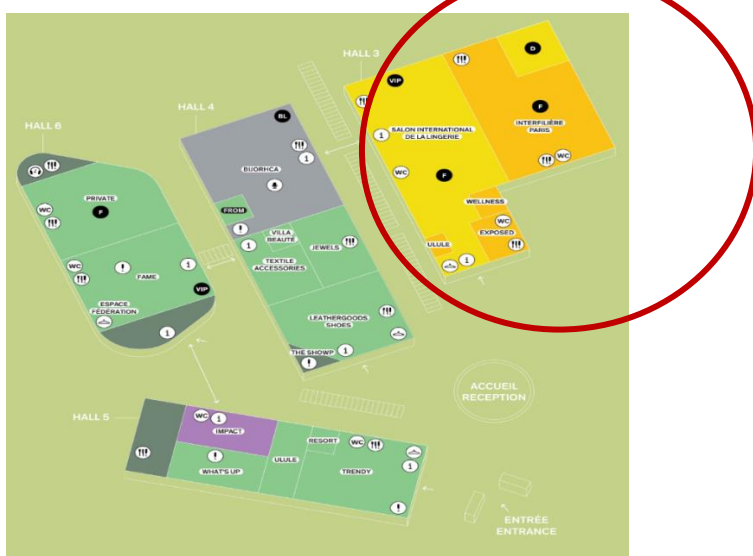 HALL 3
D
VIP
F
INTERFILIÈRE
PARIS
i
SALON INTERNATIONAL
DE LA LINGERIE
WC
WC
F
WELLNESS
WC
EXPOSED
ULULE
i
HALL 4
BL
i
BIJORHCA
FROM
!
i
VILLA
BEAUTÉ
JEWELS
TEXTILE
ACCESSORIES
LEATHERGOODS
SHOES
THE SHOWP
i
!
HALL 6
PRIVATE
WC
F
WC
!
i
FAME
VIP
ESPACE
FÉDÉRATION
i
ACCUEIL
RECEPTION
HALL 5
WC
i
IMPACT
RESORT
WC
!
ULULE
i
WHAT'S UP
TRENDY
!
ENTRÉE
ENTRANCE